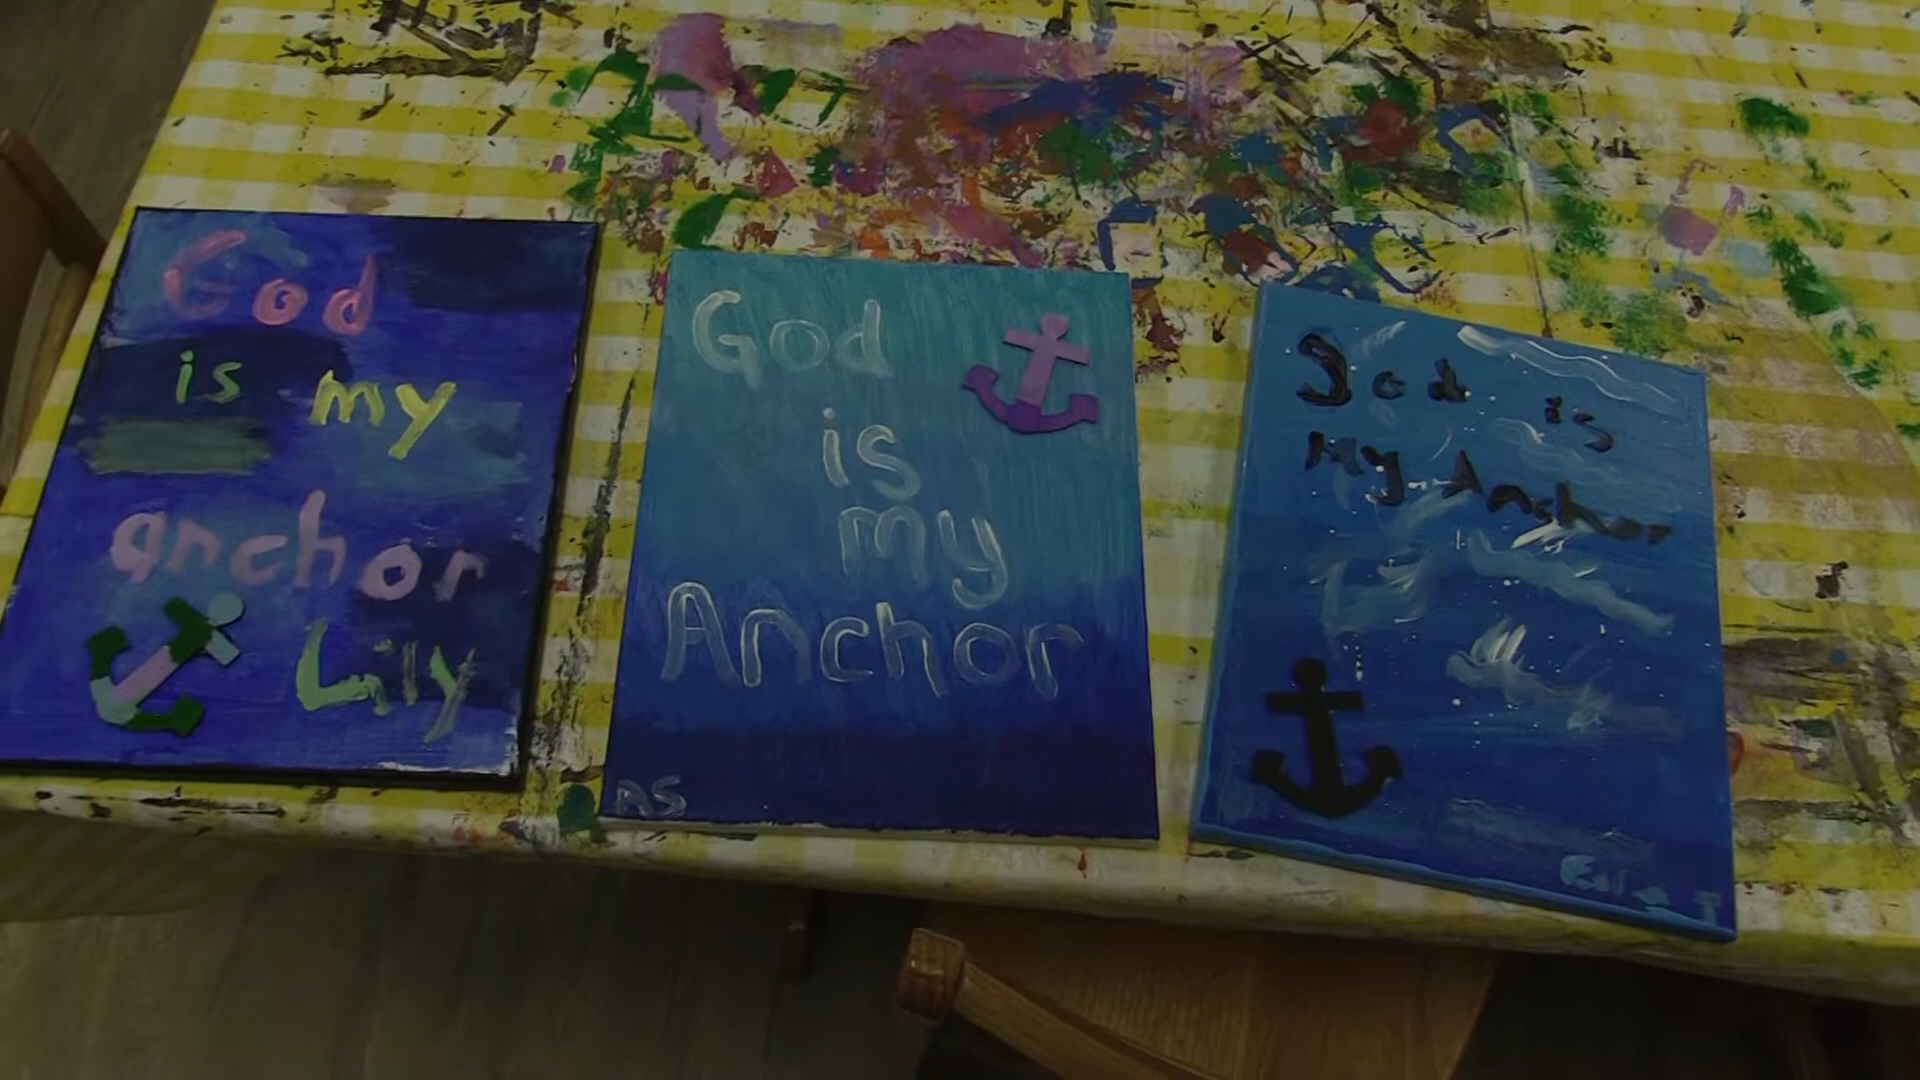 God
is my
anchor
Lily
God
is
my
Anchor
AS
God is
My Anchor